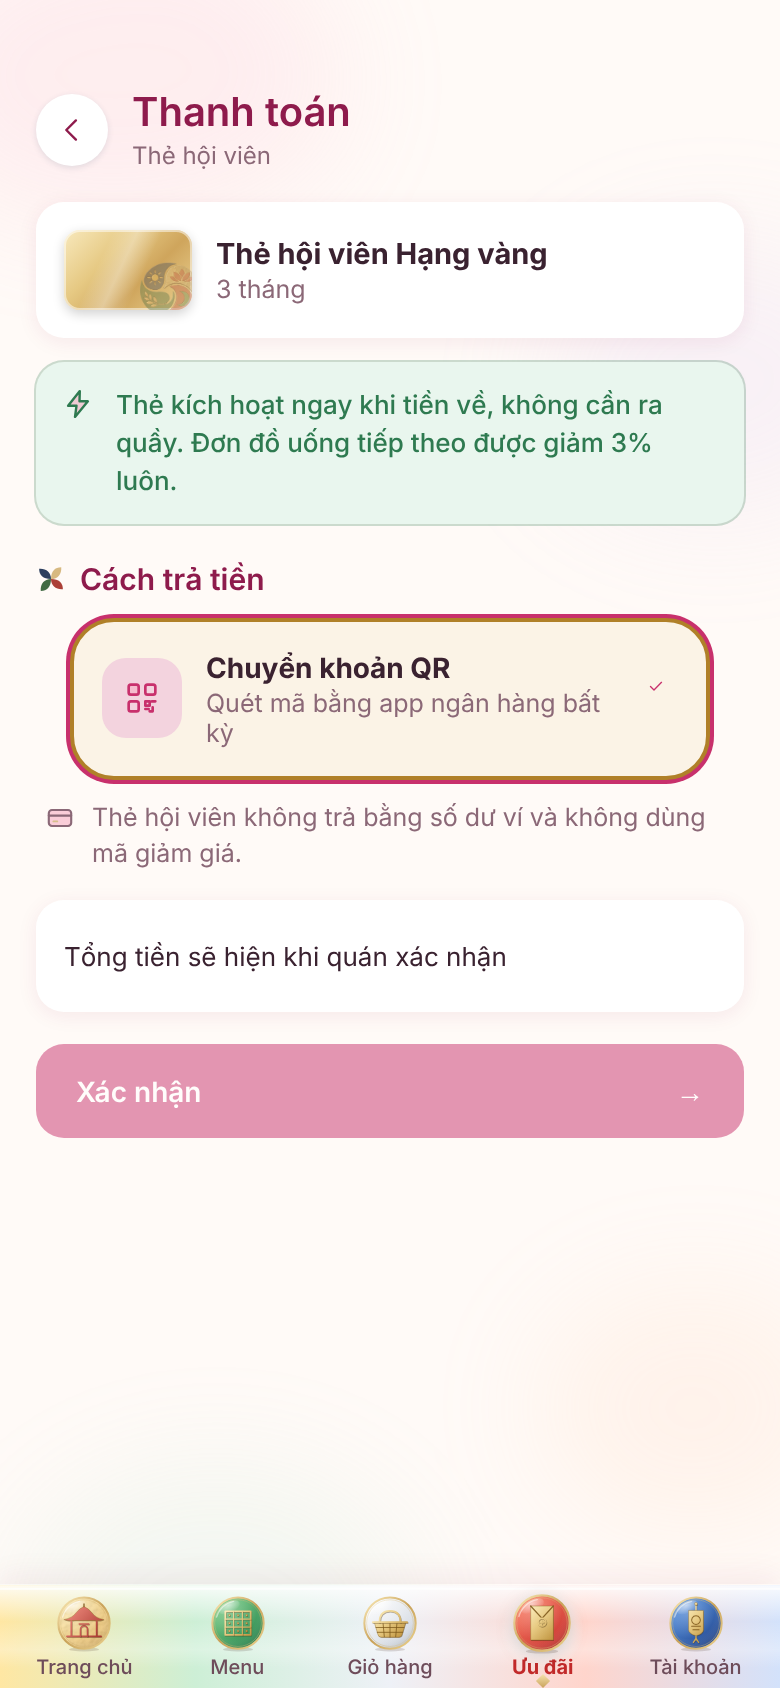 Thanh toán
Thẻ hội viên
Thẻ hội viên Hạng vàng
3 tháng
Thẻ kích hoạt ngay khi tiền về, không cần ra
quầy. Đơn đồ uống tiếp theo được giảm 3%
luôn.
Cách trả tiền
Chuyển khoản QR
Quét mã bằng app ngân hàng bất
kỳ
Thẻ hội viên không trả bằng số dư ví và không dùng
mã giảm giá.
Tổng tiền sẽ hiện khi quán xác nhận
Xác nhận →
Trang chủ
Menu
Giỏ hàng
Ưu đãi
Tài khoản